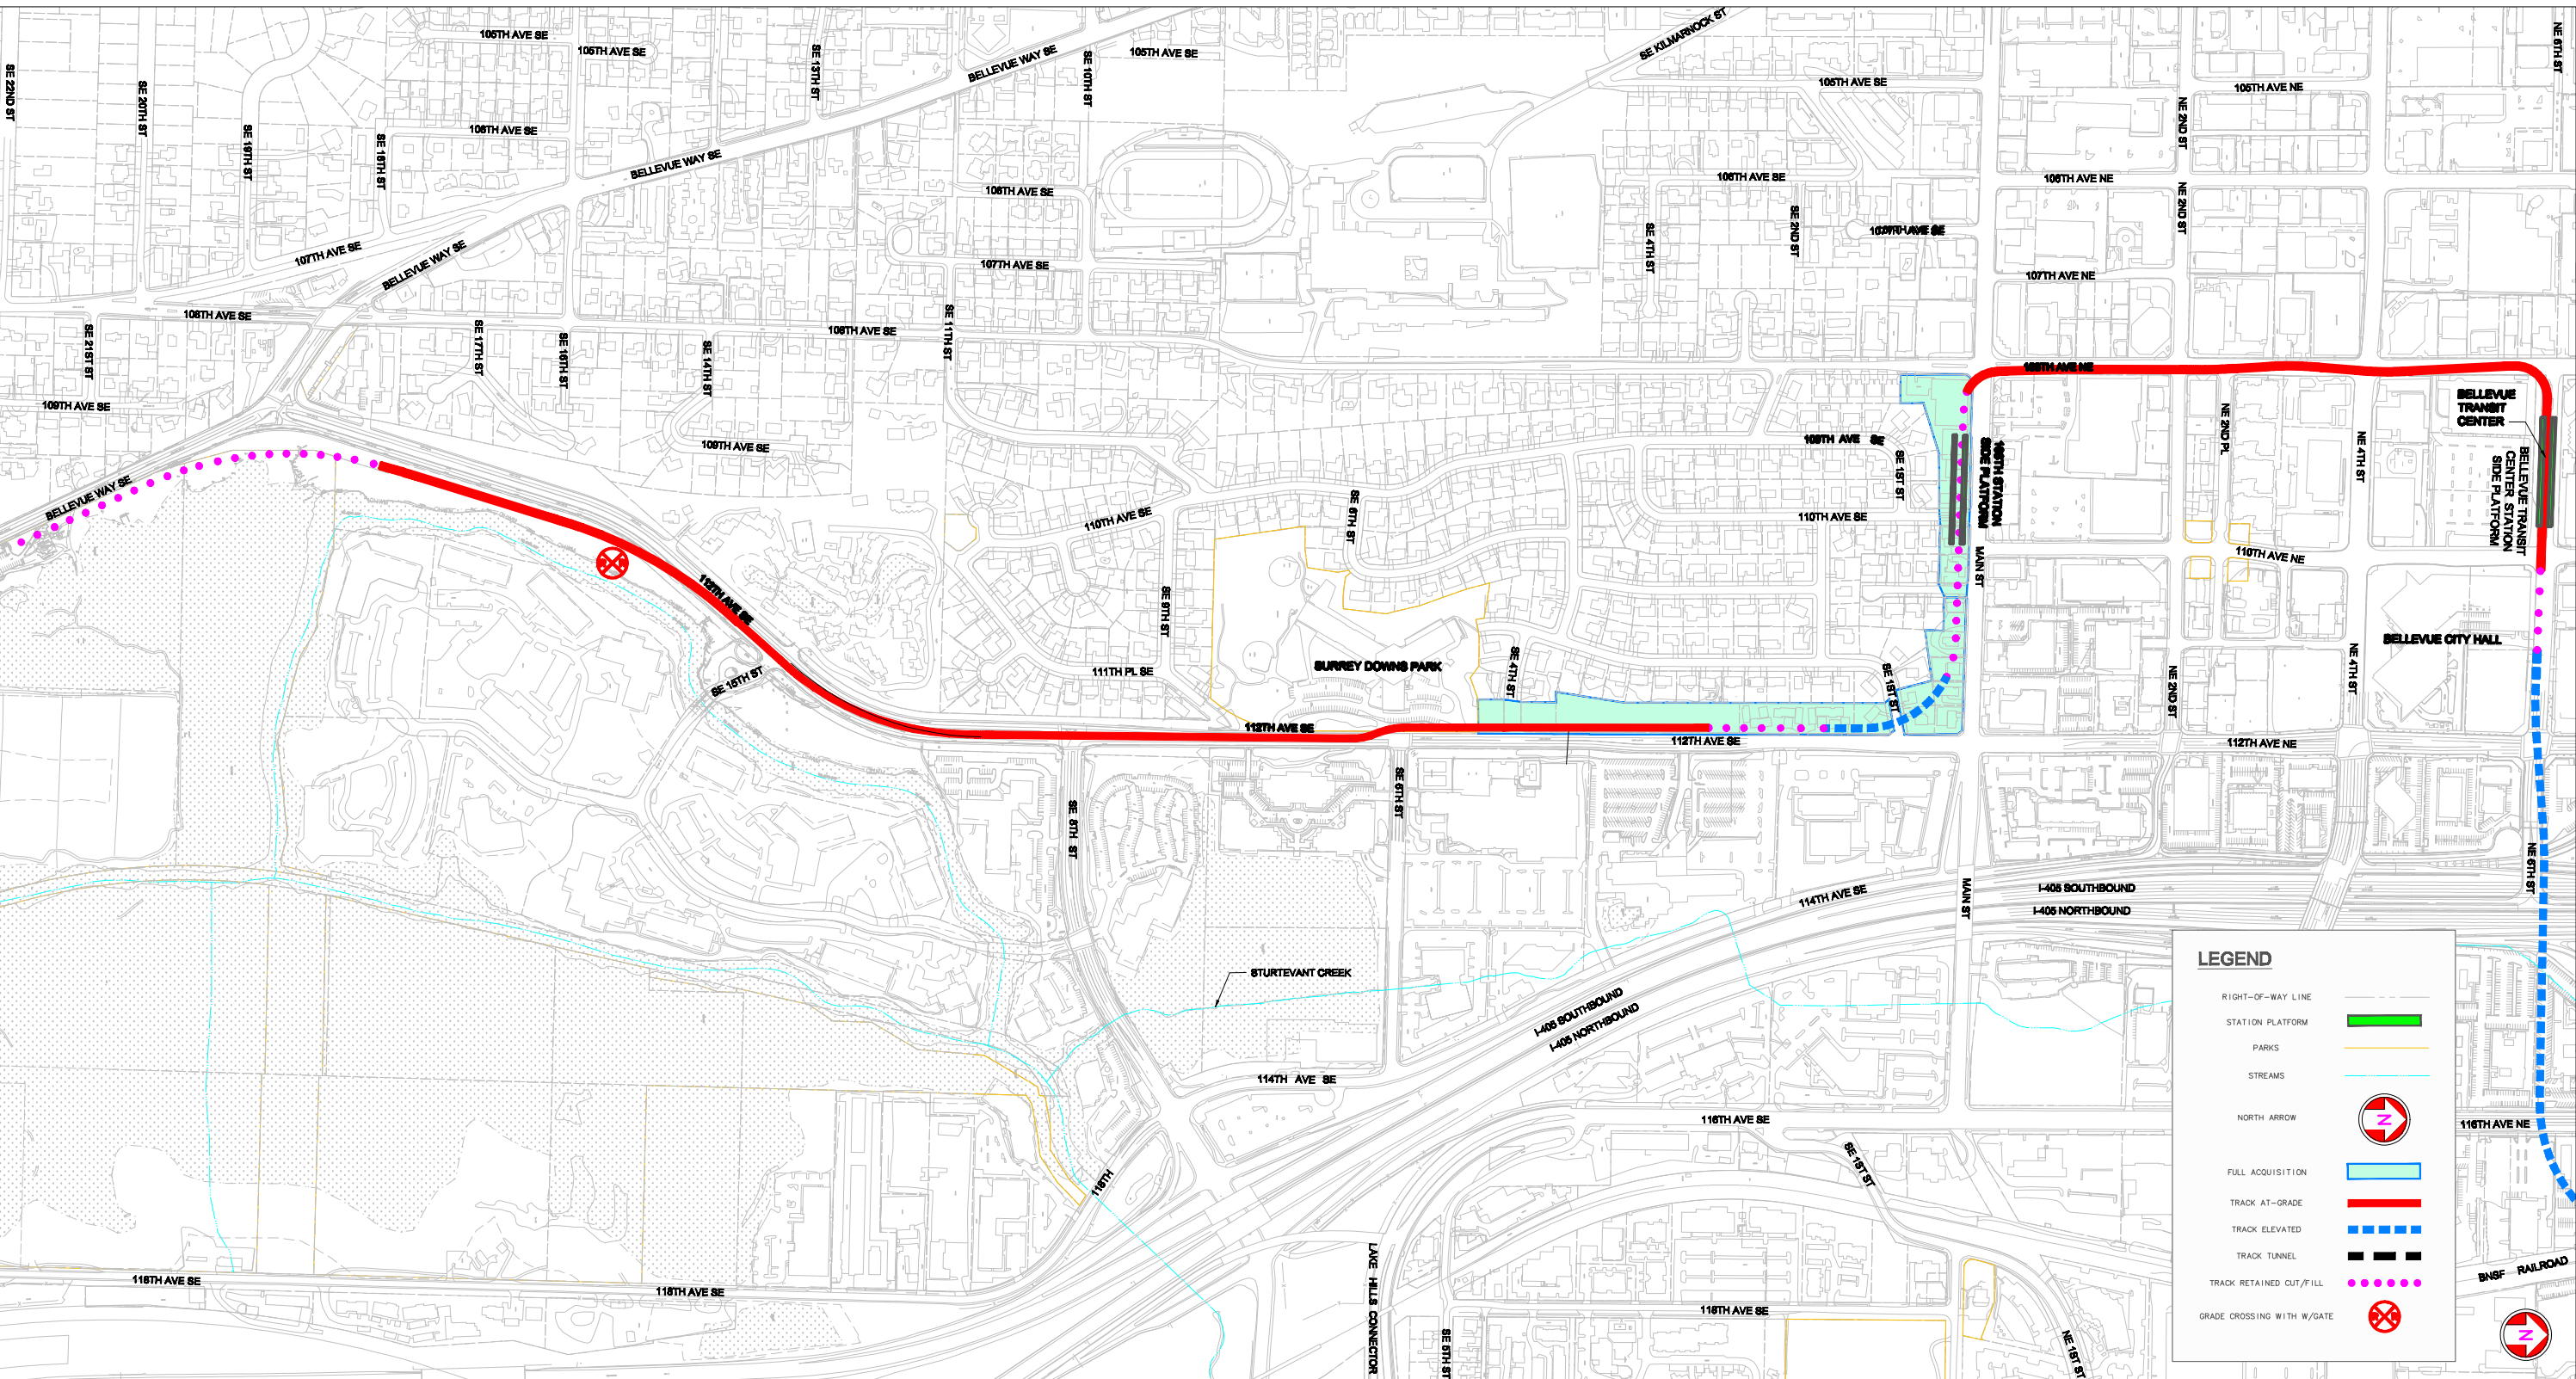 105TH AVE SE
105TH AVE SE
SE 13TH ST
BELLEVUE WAY SE
SE 10TH ST
105TH AVE SE
SE KILMARNOCK ST
105TH AVE SE
105TH AVE NE
NE 6TH ST
SE 22ND ST
SE 20TH ST
SE 19TH ST
SE 18TH ST
106TH AVE SE
BELLEVUE WAY SE
106TH AVE SE
106TH AVE SE
106TH AVE NE
NE 2ND ST
NE 2ND ST
107TH AVE SE
BELLEVUE WAY SE
107TH AVE SE
SE 4TH ST
SE 2ND ST
107TH AVE NE
108TH AVE SE
SE 21ST ST
SE 17TH ST
SE 16TH ST
SE 14TH ST
108TH AVE SE
SE 11TH ST
108TH AVE NE
109TH AVE SE
109TH AVE SE
109TH AVE SE
SE 1ST ST
108TH STATION
SIDE PLATFORM
NE 2ND PL
NE 4TH ST
BELLEVUE
TRANSIT
CENTER
BELLEVUE TRANSIT
CENTER STATION
SIDE PLATFORM
BELLEVUE WAY SE
110TH AVE SE
SE 6TH ST
110TH AVE SE
MAIN ST
110TH AVE NE
112TH AVE SE
SE 9TH ST
BELLEVUE CITY HALL
SE 15TH ST
111TH PL SE
SURREY DOWNS PARK
SE 4TH ST
SE 1ST ST
NE 2ND ST
NE 4TH ST
112TH AVE SE
112TH AVE SE
112TH AVE NE
SE 8TH ST
SE 6TH ST
NE 6TH ST
114TH AVE SE
MAIN ST
I-405 SOUTHBOUND
I-405 NORTHBOUND
STURTEVANT CREEK
I-405 SOUTHBOUND
I-405 NORTHBOUND
114TH AVE SE
116TH AVE SE
116TH AVE NE
118TH
SE 1ST ST
118TH AVE SE
118TH AVE SE
LAKE HILLS CONNECTOR
SE 5TH ST
118TH AVE SE
NE 1ST ST
BNSF RAILROAD
LEGEND
RIGHT-OF-WAY LINE
STATION PLATFORM
PARKS
STREAMS
NORTH ARROW
N
FULL ACQUISITION
TRACK AT-GRADE
TRACK ELEVATED
TRACK TUNNEL
TRACK RETAINED CUT/FILL
GRADE CROSSING WITH W/GATE
N